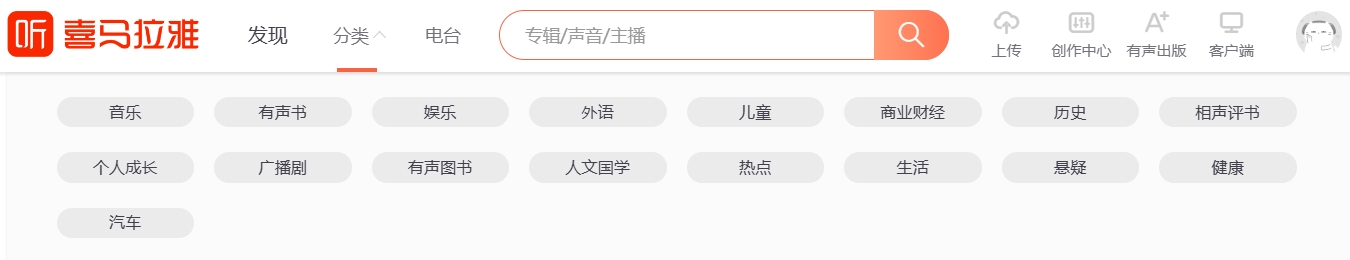 听 喜马拉雅 发现 分类 电台 专辑/声音/主播 上传 创作中心 有声出版 客户端
音乐 有声书 娱乐 外语 儿童 商业财经 历史 相声评书
个人成长 广播剧 有声图书 人文国学 热点 生活 悬疑 健康
汽车